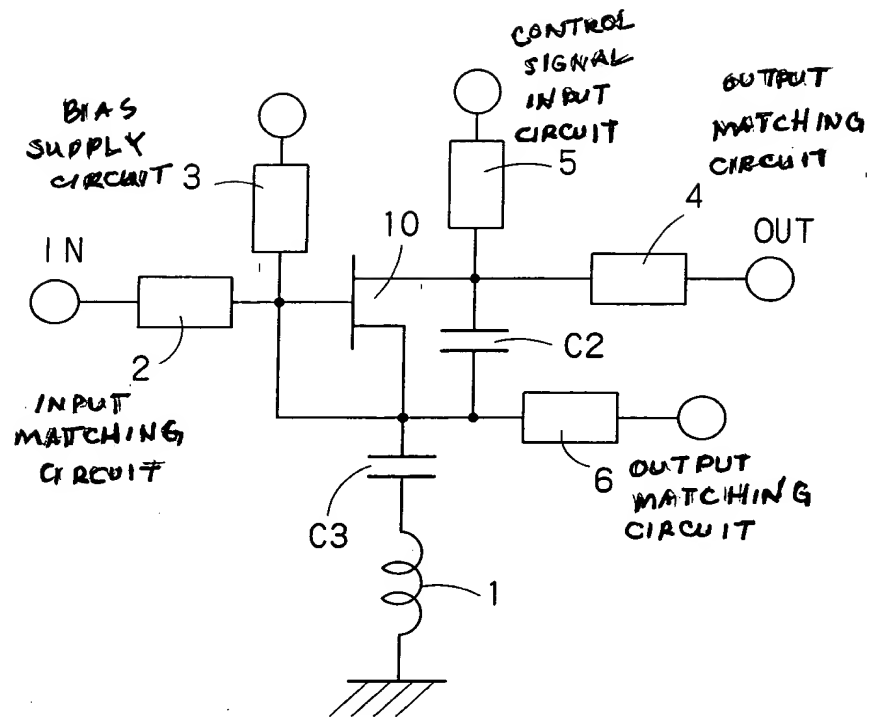 CONTROL
SIGNAL
INPUT
CIRCUIT
5
OUTPUT
MATCHING
CIRCUIT
4
BIAS
SUPPLY
CIRCUIT 3
IN
10
OUT
2
C2
INPUT
MATCHING
CIRCUIT
6 OUTPUT
MATCHING
CIRCUIT
C3
1